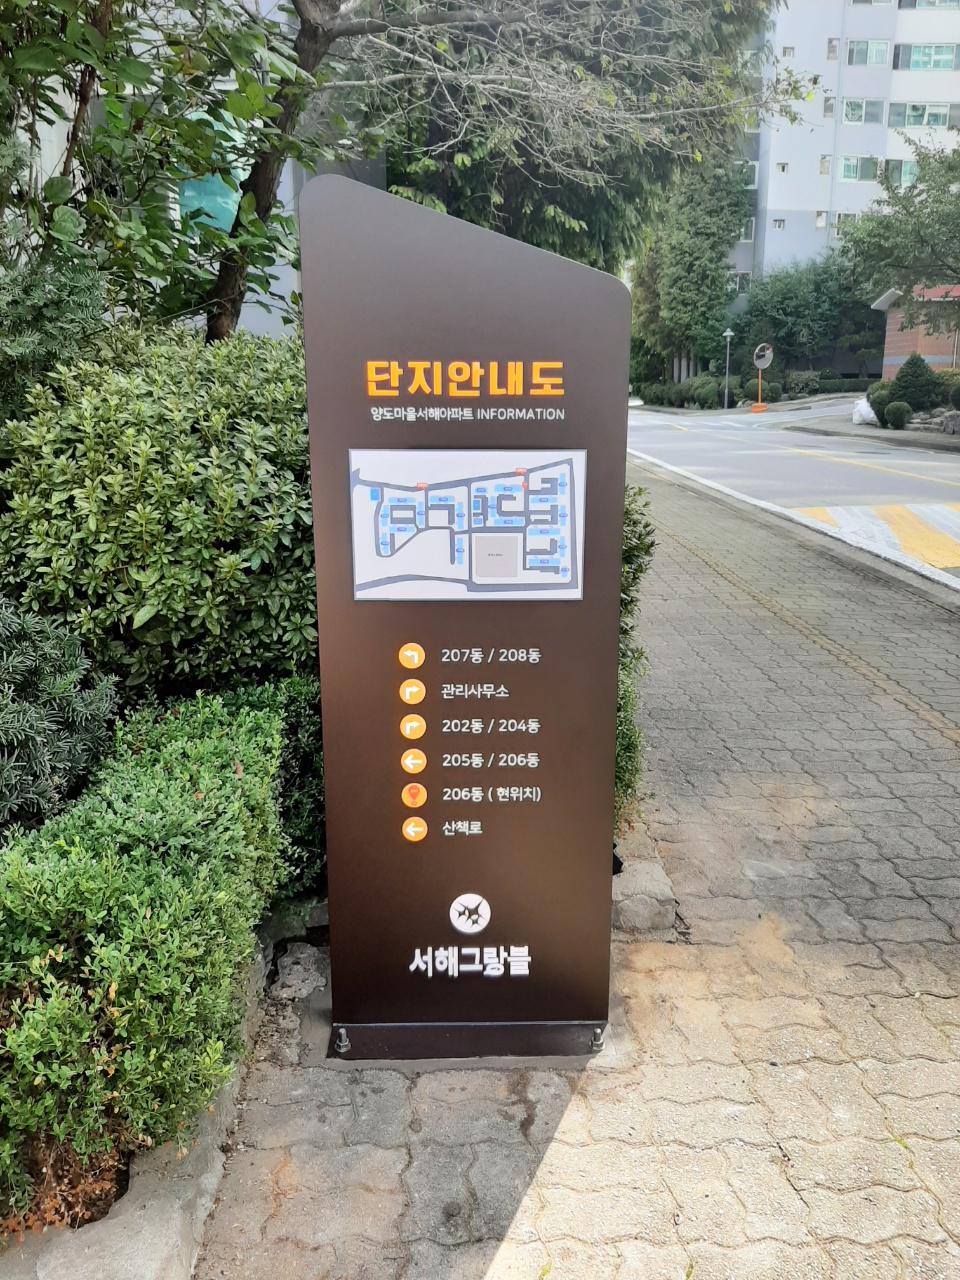 단지안내도
양도마을서해아파트 INFORMATION
207동 / 208동
관리사무소
202동 / 204동
205동 / 206동
206동 ( 현위치)
산책로
서해그랑블